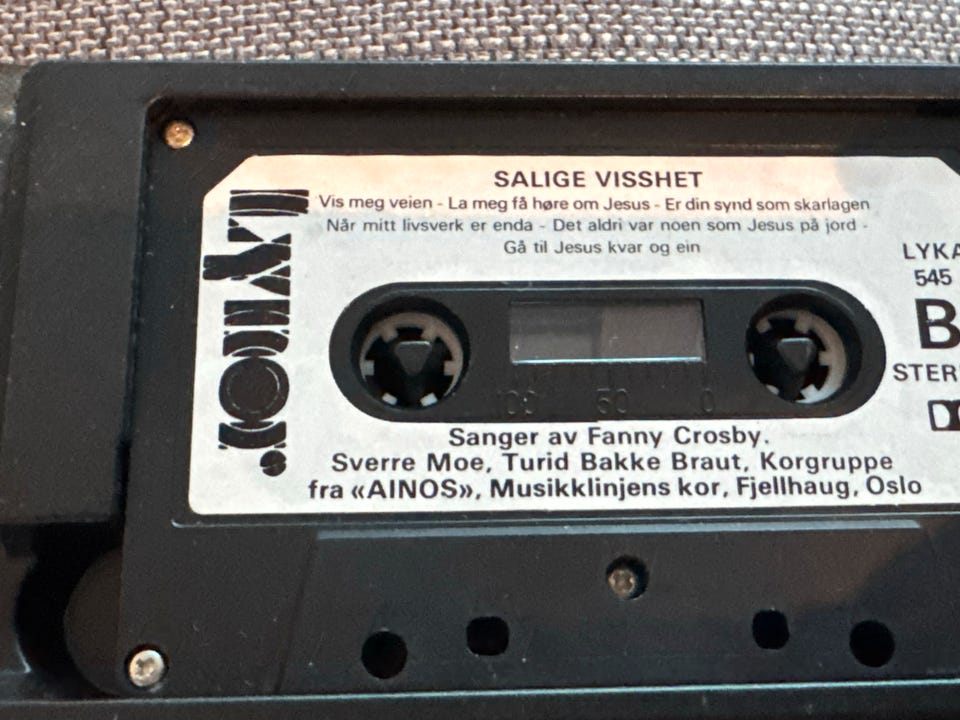 SALIGE VISSHET
Vis meg veien - La meg få høre om Jesus - Er din synd som skarlagen
Når mitt livsverk er enda - Det aldri var noen som Jesus på jord -
Gå til Jesus kvar og ein
LYKA
545
B
STER
LYNOR
100 50 0
Sanger av Fanny Crosby.
Sverre Moe, Turid Bakke Braut, Korgruppe
fra «AINOS», Musikklinjens kor, Fjellhaug, Oslo